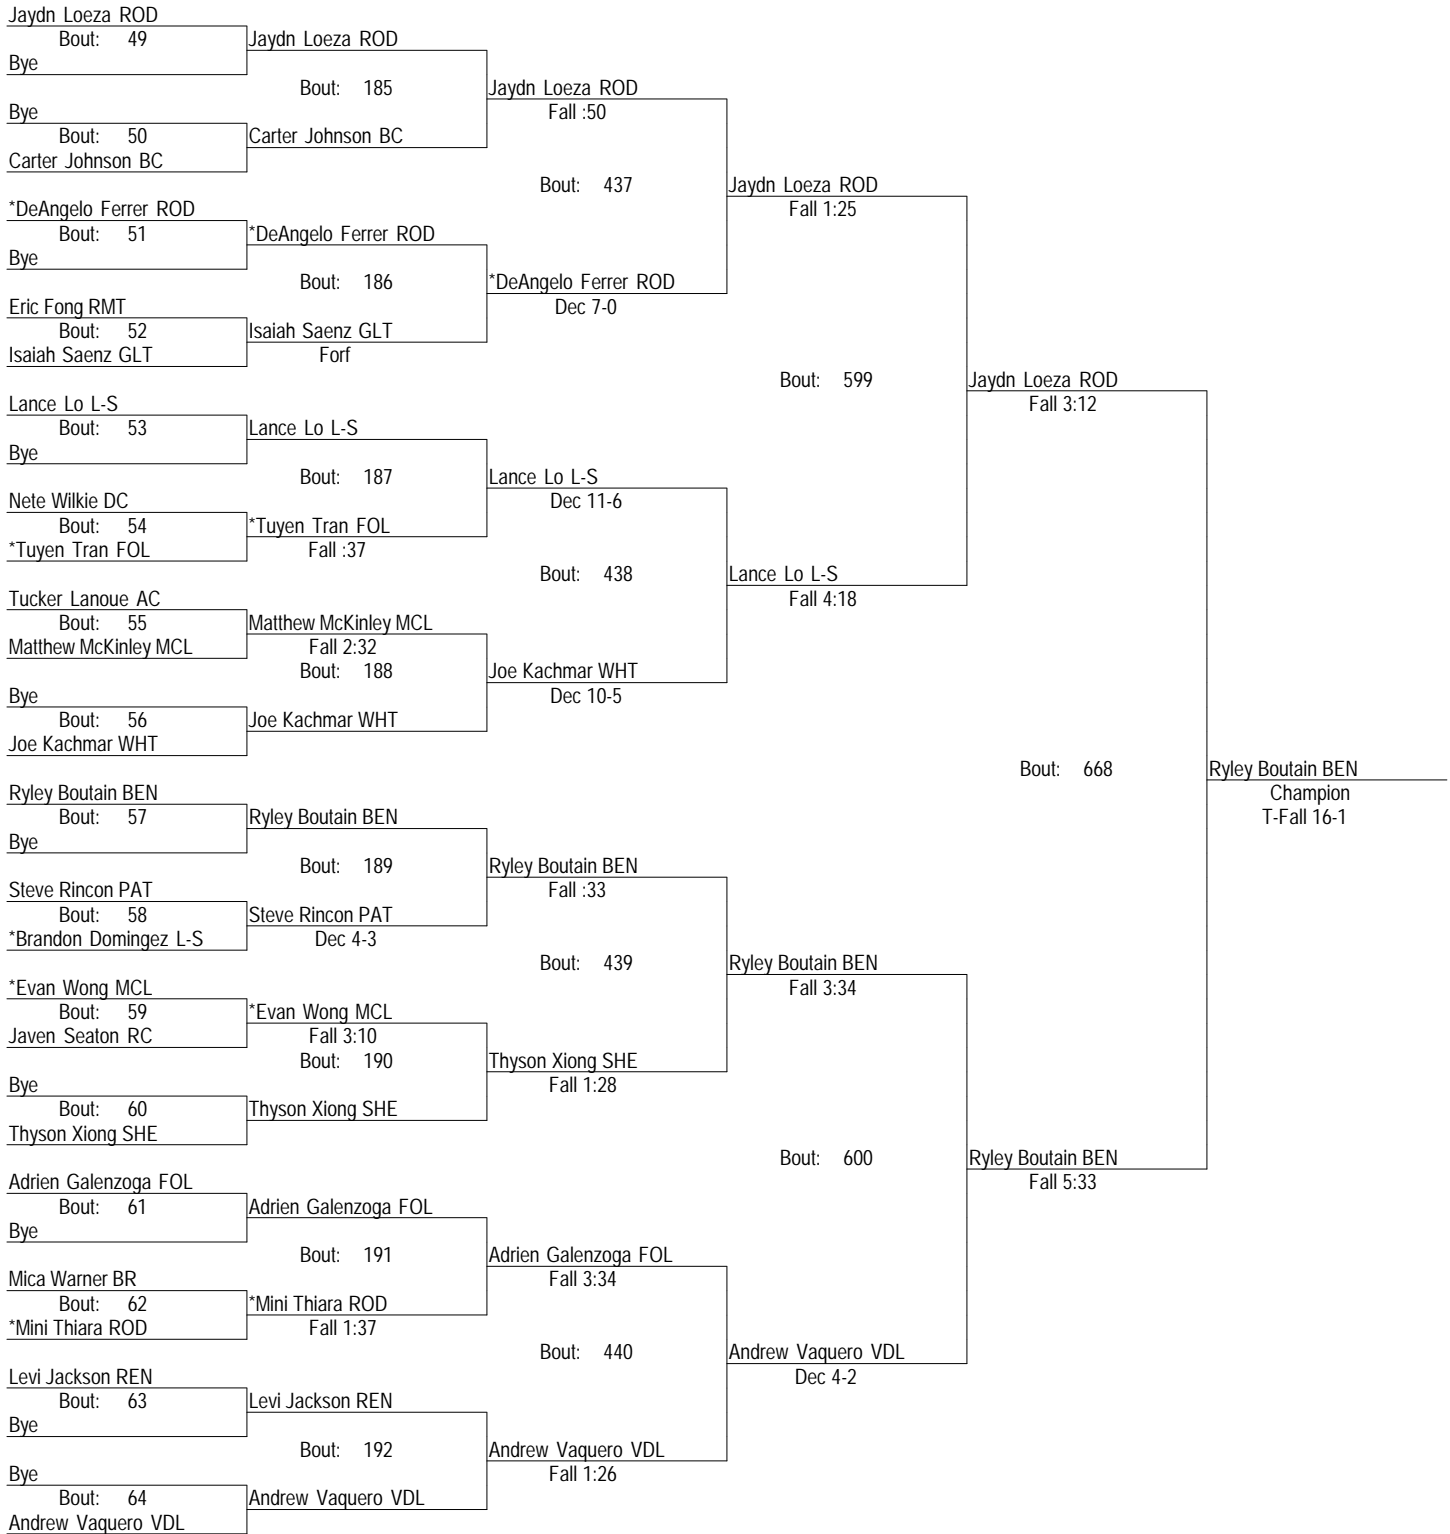 Jaydn Loeza ROD
Bout: 49
Bye
Bye
Bout: 50
Carter Johnson BC
*DeAngelo Ferrer ROD
Bout: 51
Bye
Eric Fong RMT
Bout: 52
Isaiah Saenz GLT
Lance Lo L-S
Bout: 53
Bye
Nete Wilkie DC
Bout: 54
*Tuyen Tran FOL
Tucker Lanoue AC
Bout: 55
Matthew McKinley MCL
Bye
Bout: 56
Joe Kachmar WHT
Ryley Boutain BEN
Bout: 57
Bye
Steve Rincon PAT
Bout: 58
*Brandon Domingez L-S
*Evan Wong MCL
Bout: 59
Javen Seaton RC
Bye
Bout: 60
Thyson Xiong SHE
Adrien Galenzoga FOL
Bout: 61
Bye
Mica Warner BR
Bout: 62
*Mini Thiara ROD
Levi Jackson REN
Bout: 63
Bye
Bye
Bout: 64
Andrew Vaquero VDL
Jaydn Loeza ROD
Bout: 185
Carter Johnson BC
*DeAngelo Ferrer ROD
Bout: 186
Isaiah Saenz GLT
Forf
Lance Lo L-S
Bout: 187
*Tuyen Tran FOL
Fall :37
Matthew McKinley MCL
Fall 2:32
Bout: 188
Joe Kachmar WHT
Ryley Boutain BEN
Bout: 189
Steve Rincon PAT
Dec 4-3
*Evan Wong MCL
Fall 3:10
Bout: 190
Thyson Xiong SHE
Adrien Galenzoga FOL
Bout: 191
*Mini Thiara ROD
Fall 1:37
Levi Jackson REN
Bout: 192
Andrew Vaquero VDL
Jaydn Loeza ROD
Fall :50
Bout: 437
*DeAngelo Ferrer ROD
Dec 7-0
Lance Lo L-S
Dec 11-6
Bout: 438
Joe Kachmar WHT
Dec 10-5
Ryley Boutain BEN
Fall :33
Bout: 439
Thyson Xiong SHE
Fall 1:28
Adrien Galenzoga FOL
Fall 3:34
Bout: 440
Andrew Vaquero VDL
Fall 1:26
Jaydn Loeza ROD
Fall 1:25
Bout: 599
Lance Lo L-S
Fall 4:18
Ryley Boutain BEN
Fall 3:34
Bout: 600
Andrew Vaquero VDL
Dec 4-2
Jaydn Loeza ROD
Fall 3:12
Bout: 668
Ryley Boutain BEN
Fall 5:33
Ryley Boutain BEN
Champion
T-Fall 16-1